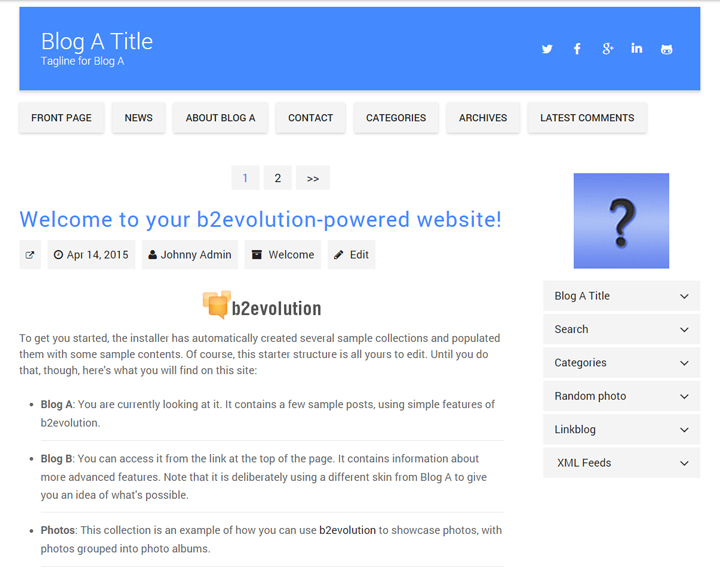 Blog A Title
Tagline for Blog A
FRONT PAGE
NEWS
ABOUT BLOG A
CONTACT
CATEGORIES
ARCHIVES
LATEST COMMENTS
1 2 >>
Welcome to your b2evolution-powered website!
Apr 14, 2015 Johnny Admin Welcome Edit
b2evolution
To get you started, the installer has automatically created several sample collections and populated
them with some sample contents. Of course, this starter structure is all yours to edit. Until you do
that, though, here's what you will find on this site:
• Blog A: You are currently looking at it. It contains a few sample posts, using simple features of
b2evolution.
• Blog B: You can access it from the link at the top of the page. It contains information about
more advanced features. Note that it is deliberately using a different skin from Blog A to give
you an idea of what's possible.
• Photos: This collection is an example of how you can use b2evolution to showcase photos, with
photos grouped into photo albums.
?
Blog A Title
Search
Categories
Random photo
Linkblog
XML Feeds